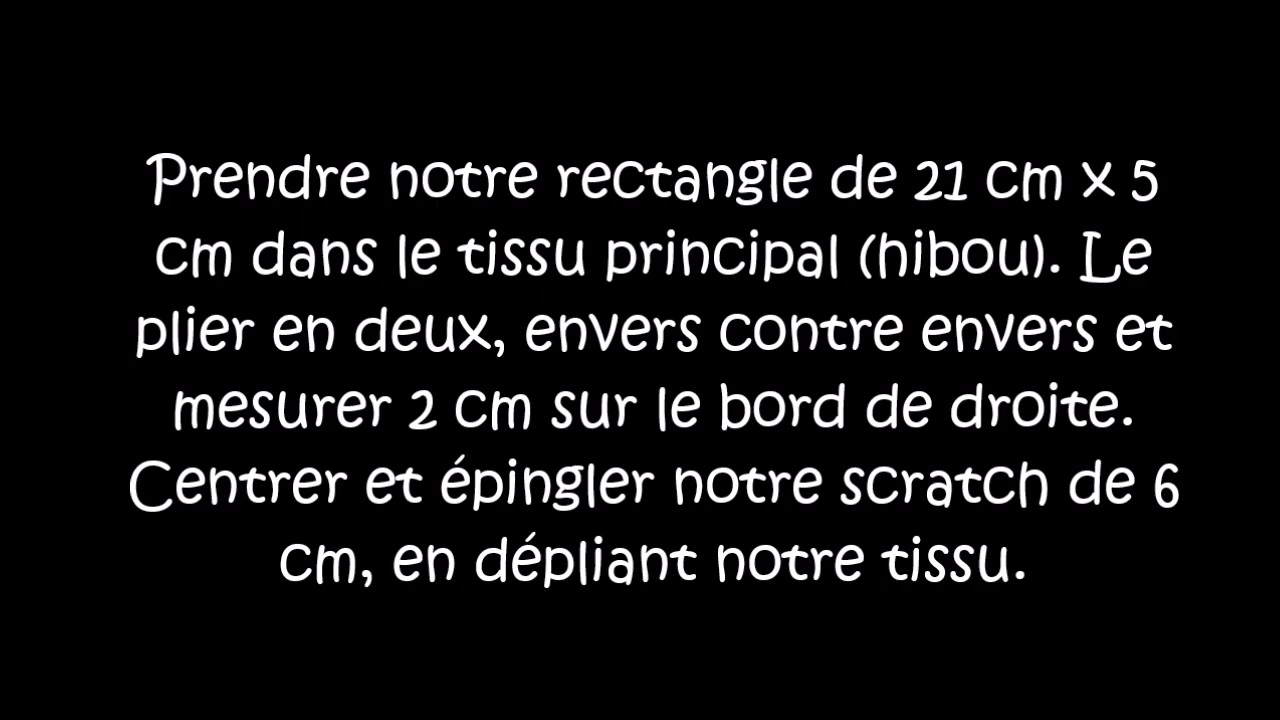 Prendre notre rectangle de 21 cm x 5
cm dans le tissu principal (hibou). Le
plier en deux, envers contre envers et
mesurer 2 cm sur le bord de droite.
Centrer et épingler notre scratch de 6
cm, en dépliant notre tissu.